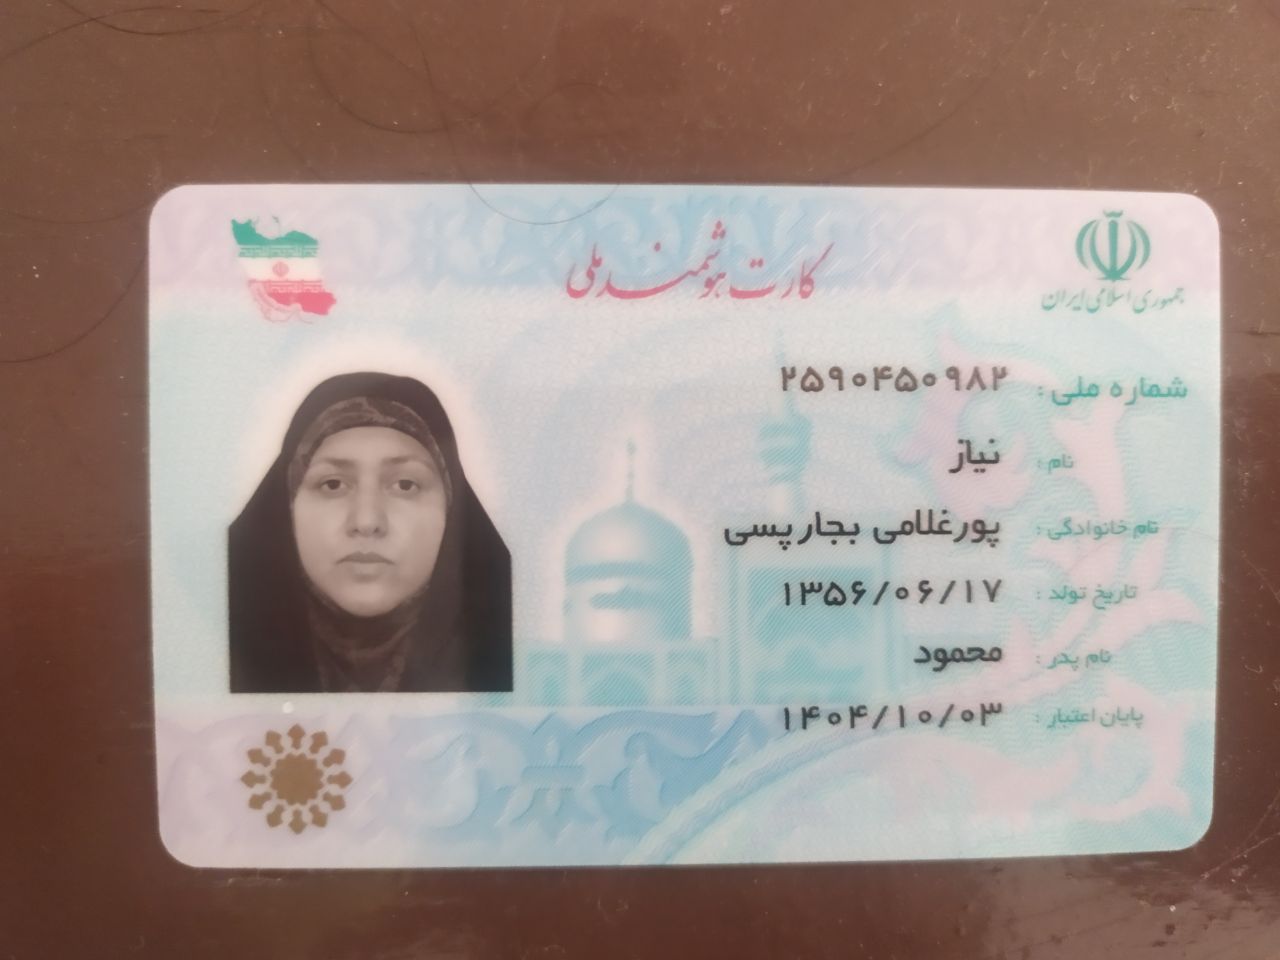 جمهوری اسلامی ایران
کارت هوشمند ملی
شماره ملی: ۲۵۹۰۴۵۰۹۸۲
نام: نیاز
نام خانوادگی: پورغلامی بجارپسی
تاریخ تولد: ۱۳۵۶/۰۶/۱۷
نام پدر: محمود
پایان اعتبار: ۱۴۰۴/۱۰/۰۳